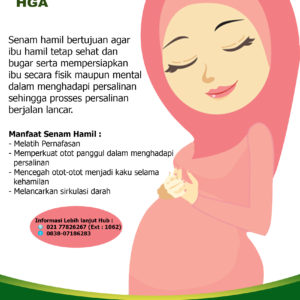 HGA
Senam hamil bertujuan agar
ibu hamil tetap sehat dan
bugar serta mempersiapkan
ibu secara fisik maupun mental
dalam menghadapi persalinan
sehingga prosses persalinan
berjalan lancar.
Manfaat Senam Hamil :
- Melatih Pernafasan
- Memperkuat otot panggul dalam menghadapi
persalinan
- Mencegah otot-otot menjadi kaku selama
kehamilan
- Melancarkan sirkulasi darah
Informasi Lebih lanjut Hub :
021 77826267 (Ext : 1062)
0838-07186283